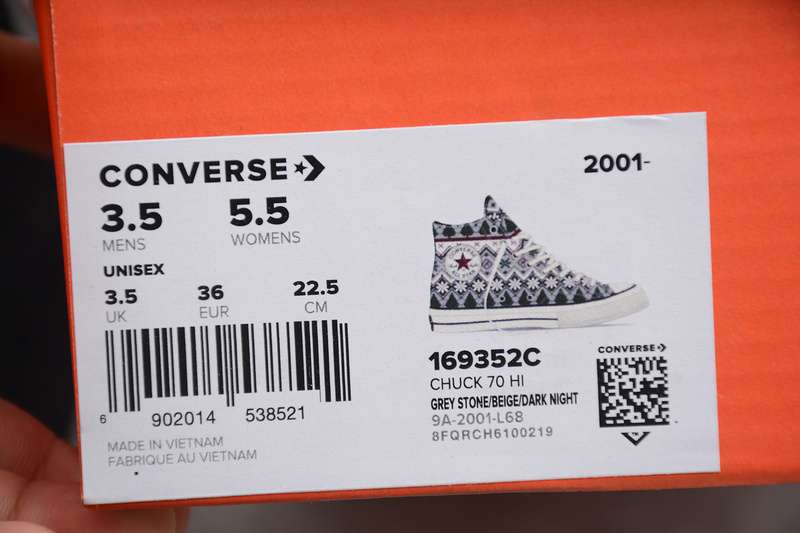 CONVERSE
2001-
3.5 5.5
MENS WOMENS
UNISEX
3.5 36 22.5
UK EUR CM
6 902014 538521
MADE IN VIETNAM
FABRIQUE AU VIETNAM
169352C
CHUCK 70 HI
GREY STONE/BEIGE/DARK NIGHT
9A-2001-L68
8FQRCH6100219
CONVERSE